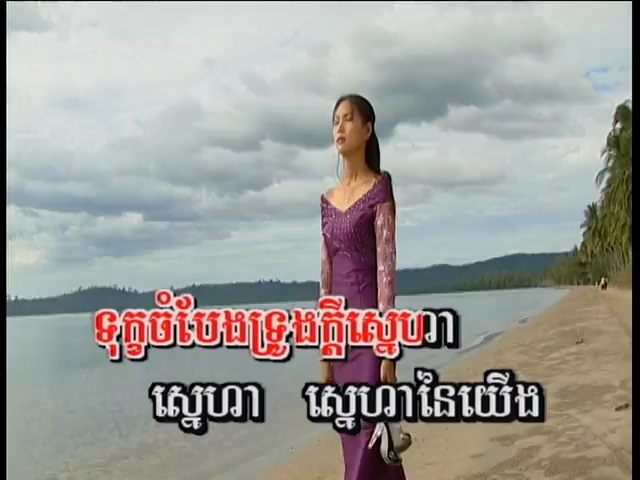 ទុក្ខចំបែងទ្រូងក្ដីស្នេហា
ស្នេហា ស្នេហានៃយើង